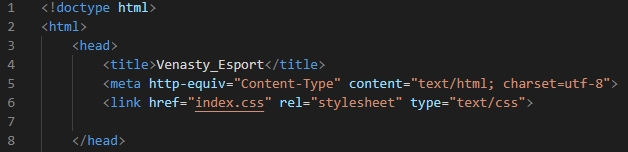 1 <!doctype html>
2 <html>
3 <head>
4 <title>Venasty_Esport</title>
5 <meta http-equiv="Content-Type" content="text/html; charset=utf-8">
6 <link href="index.css" rel="stylesheet" type="text/css">
7
8 </head>